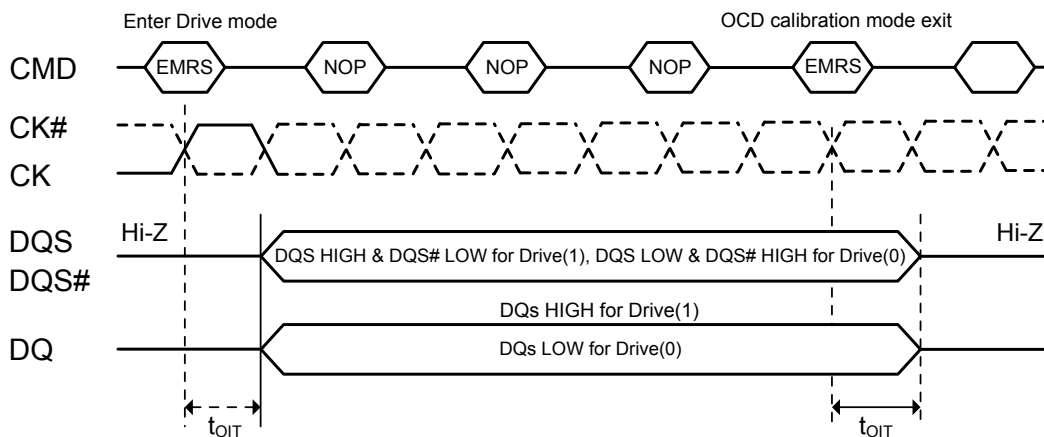 Enter Drive mode
OCD calibration mode exit
CMD
EMRS
NOP
NOP
NOP
EMRS
CK#
CK
DQS
DQS#
Hi-Z
DQS HIGH & DQS# LOW for Drive(1), DQS LOW & DQS# HIGH for Drive(0)
Hi-Z
DQs HIGH for Drive(1)
DQ
DQs LOW for Drive(0)
tOIT
tOIT